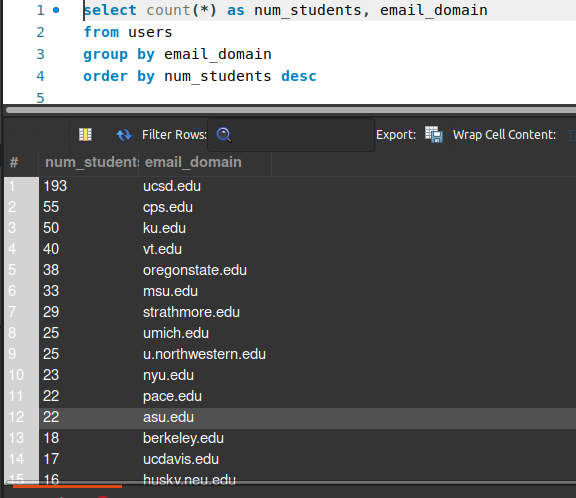 1 select count(*) as num_students, email_domain
2 from users
3 group by email_domain
4 order by num_students desc
5
Filter Rows: Export: Wrap Cell Content:
# num_students email_domain
1 193 ucsd.edu
2 55 cps.edu
3 50 ku.edu
4 40 vt.edu
5 38 oregonstate.edu
6 33 msu.edu
7 29 strathmore.edu
8 25 umich.edu
9 25 u.northwestern.edu
10 23 nyu.edu
11 22 pace.edu
12 22 asu.edu
13 18 berkeley.edu
14 17 ucdavis.edu
15 16 husky.neu.edu